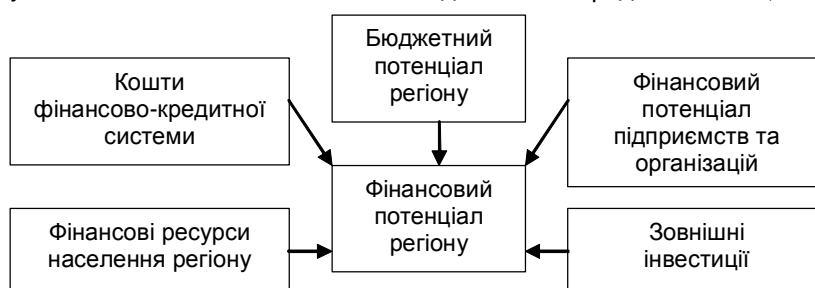 Бюджетний
потенціал
регіону
Кошти
фінансово-кредитної
системи
Фінансовий
потенціал
підприємств та
організацій
Фінансовий
потенціал
регіону
Фінансові ресурси
населення регіону
Зовнішні
інвестиції